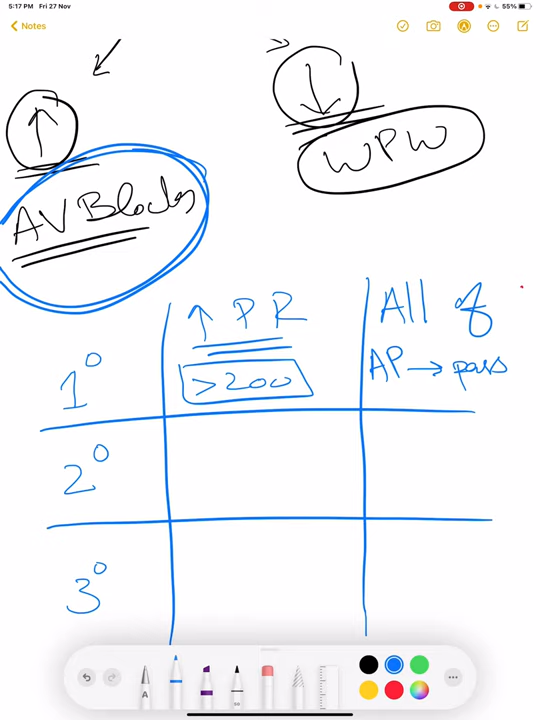 5:17 PM Fri 27 Nov
55%
Notes
↑
↓
AV Blocks
WPW
↑ PR
All of
1°
>200
AP → pass
2°
3°
A